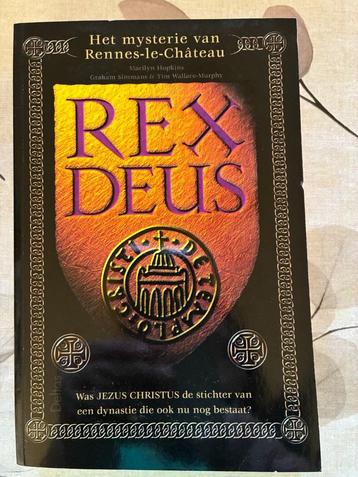 Het mysterie van
Rennes-le-Château
Marilyn Hopkins
Graham Simmans & Tim Wallace-Murphy
REX
DEUS
Was JEZUS CHRISTUS de stichter van
een dynastie die ook nu nog bestaat?